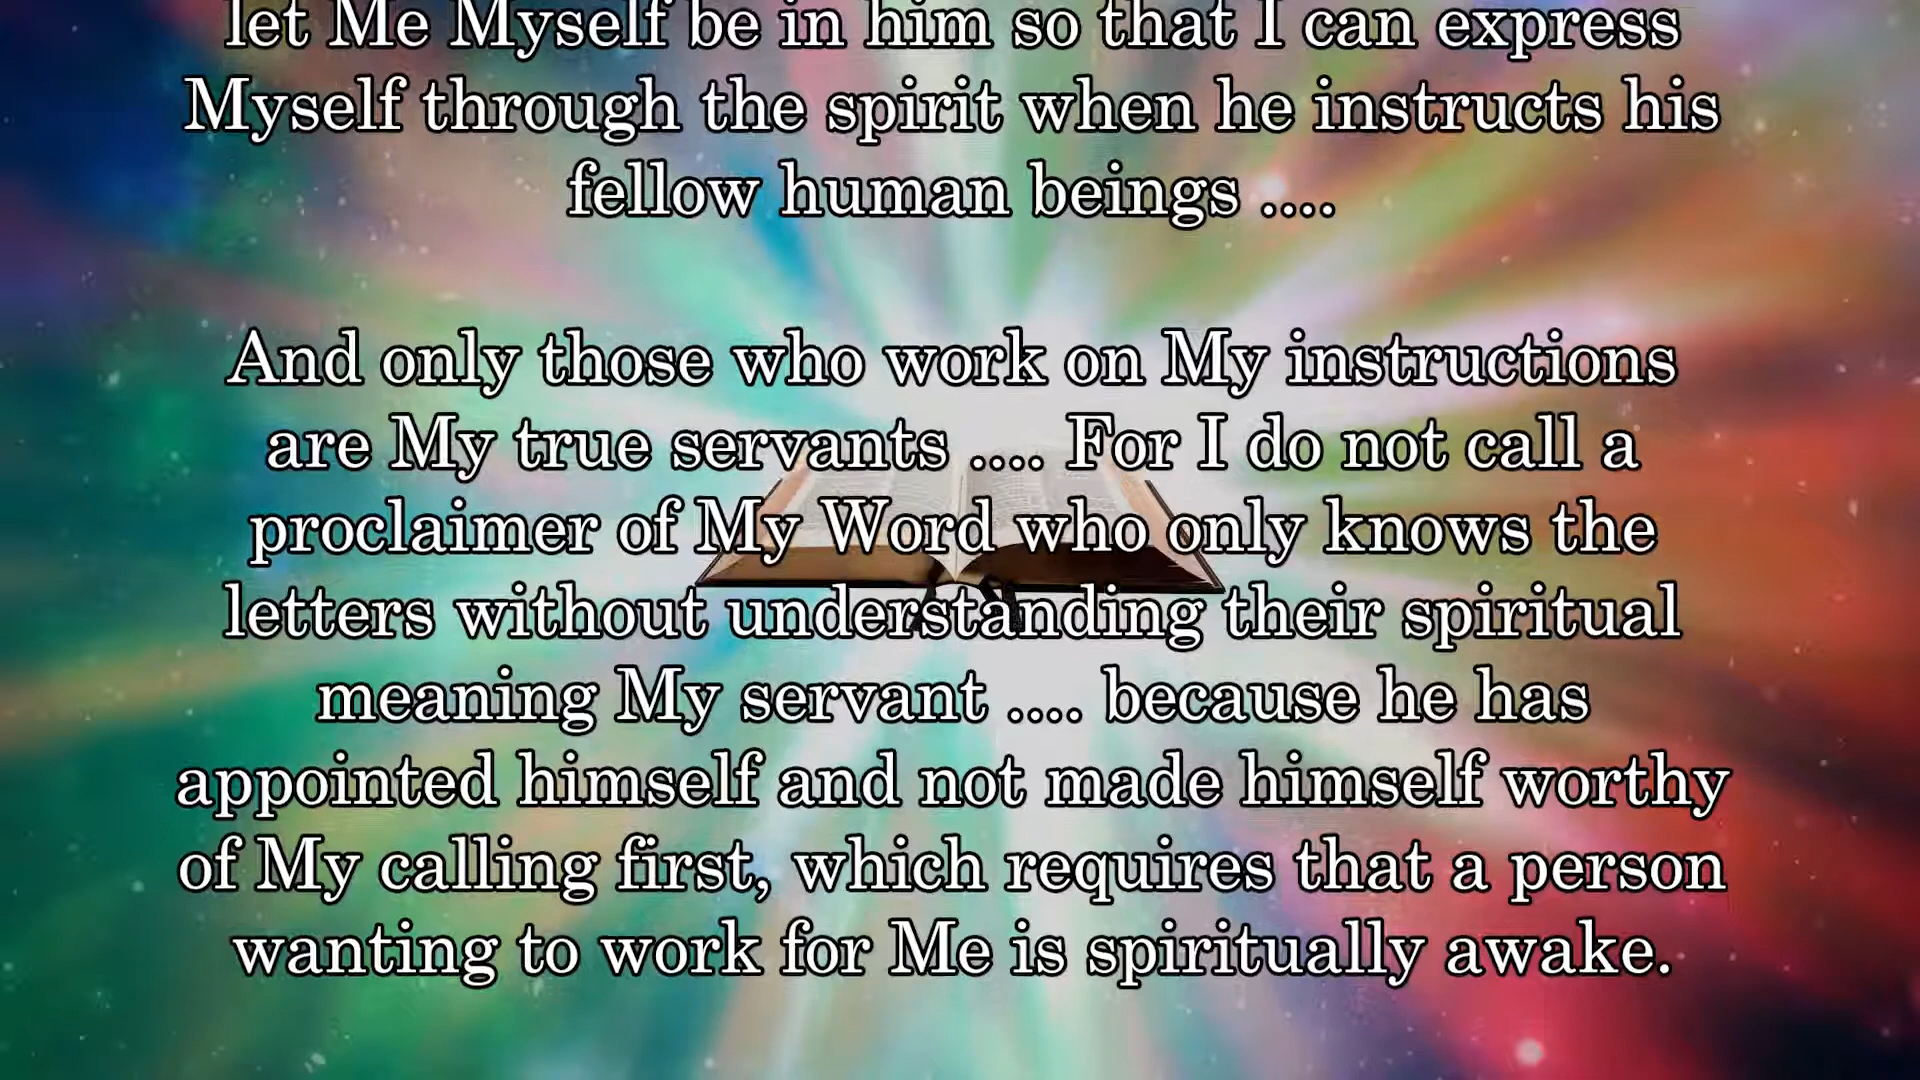 let Me Myself be in him so that I can express
Myself through the spirit when he instructs his
fellow human beings ....
And only those who work on My instructions
are My true servants .... For I do not call a
proclaimer of My Word who only knows the
letters without understanding their spiritual
meaning My servant .... because he has
appointed himself and not made himself worthy
of My calling first, which requires that a person
wanting to work for Me is spiritually awake.